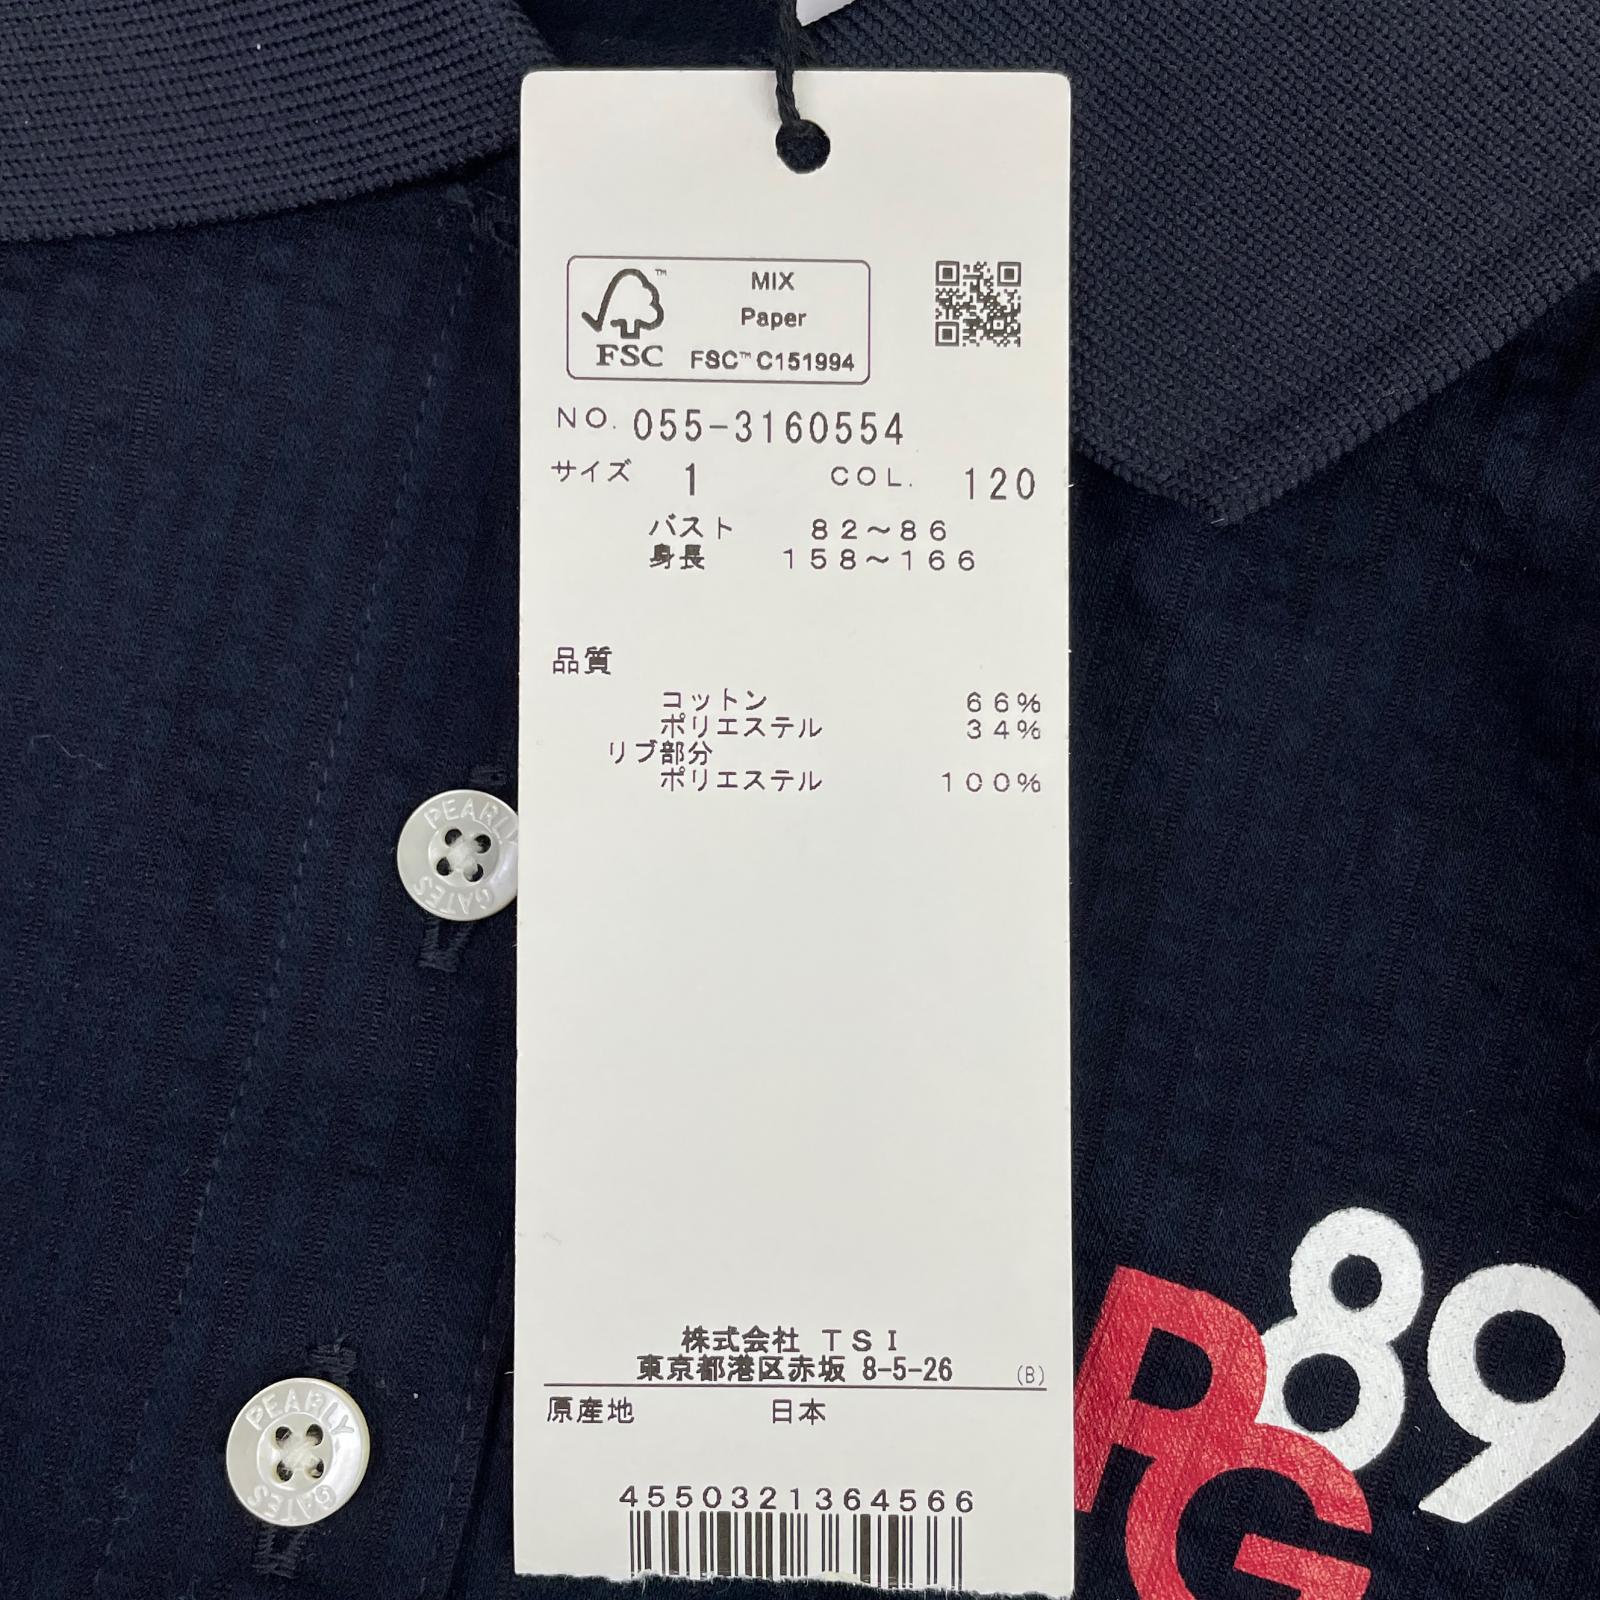 MIX
Paper
FSC™ C151994
FSC
NO. 055-3160554
サイズ 1 COL. 120
バスト 82～86
身長 158～166
品質
コットン 66%
ポリエステル 34%
リブ部分
ポリエステル 100%
株式会社 TSI
東京都港区赤坂 8-5-26 (B)
原産地 日本
4550321364566
PEARLY GATES
PEARLY GATES
89
PG